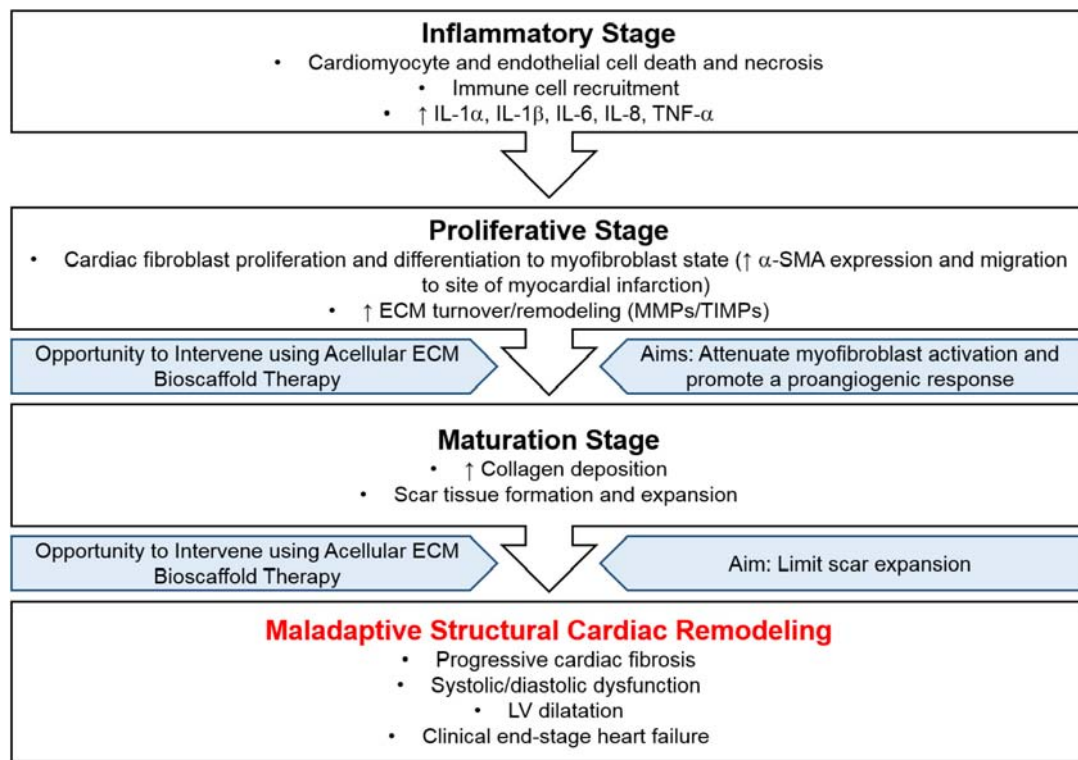 Inflammatory Stage
• Cardiomyocyte and endothelial cell death and necrosis
• Immune cell recruitment
• ↑ IL-1α, IL-1β, IL-6, IL-8, TNF-α
Proliferative Stage
• Cardiac fibroblast proliferation and differentiation to myofibroblast state (↑ α-SMA expression and migration
to site of myocardial infarction)
• ↑ ECM turnover/remodeling (MMPs/TIMPs)
Opportunity to Intervene using Acellular ECM
Bioscaffold Therapy
Aims: Attenuate myofibroblast activation and
promote a proangiogenic response
Maturation Stage
• ↑ Collagen deposition
• Scar tissue formation and expansion
Opportunity to Intervene using Acellular ECM
Bioscaffold Therapy
Aim: Limit scar expansion
Maladaptive Structural Cardiac Remodeling
• Progressive cardiac fibrosis
• Systolic/diastolic dysfunction
• LV dilatation
• Clinical end-stage heart failure